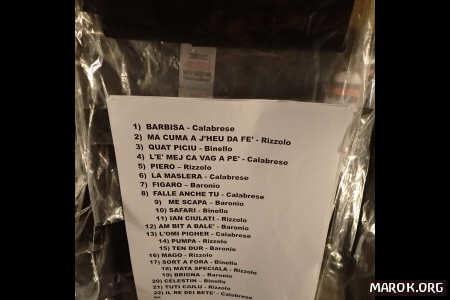 1) BARBISA - Calabrese
2) MA CUMA A J'HEU DA FE' - Rizzolo
3) QUAT PICIU - Binello
4) L'E' MEJ CA VAG A PE' - Calabrese
5) PIERO - Rizzolo
6) LA MASLERA - Calabrese
7) FIGARO - Baronio
8) FALLE ANCHE TU - Calabrese
9) ME SCAPA - Baronio
10) SAFARI - Binello
11) IAN CIULATI - Rizzolo
12) AM BIT A BALE' - Baronio
13) L'OMI PICHER - Calabrese
14) PUMPA - Rizzolo
15) TEN DUR - Baronio
16) MAGO - Rizzolo
17) SORT A FORA - Binello
18) MATA SPECIALA - Rizzolo
19) BRIGNA - Baronio
20) CELESTIN - Binello
21) TUTI CIULU - Rizzolo
22) IL RE DEI BETE' - Calabrese
MAROK.ORG